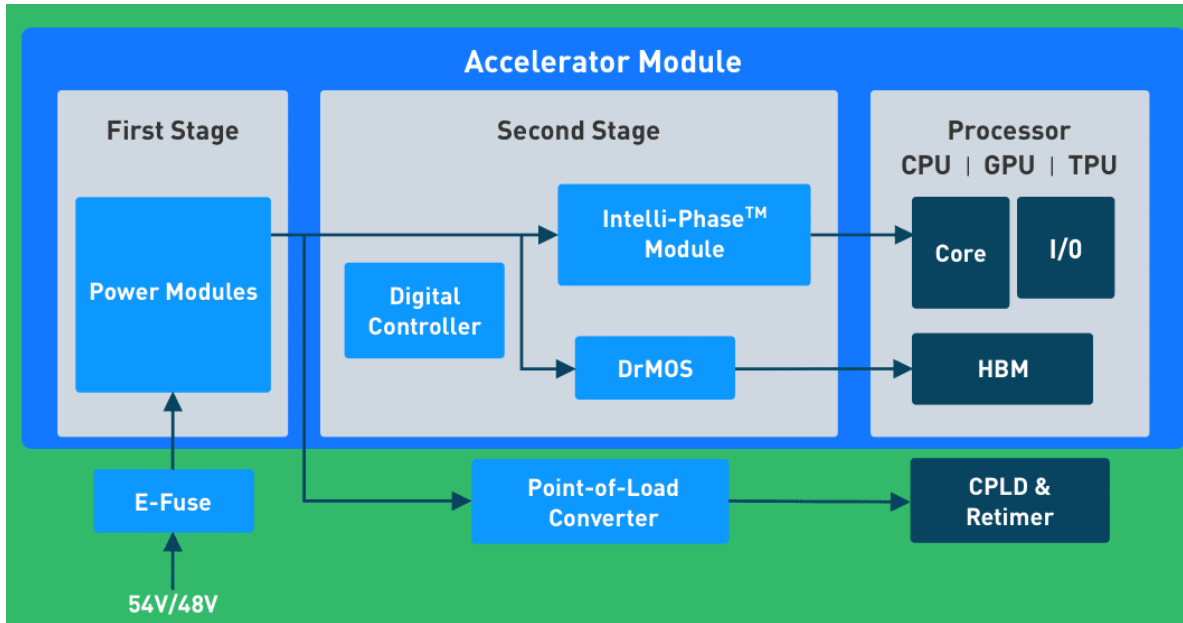 Accelerator Module
First Stage
Second Stage
Processor
CPU | GPU | TPU
Power Modules
Intelli-Phase™
Module
Digital
Controller
DrMOS
Core
I/O
HBM
E-Fuse
Point-of-Load
Converter
CPLD &
Retimer
54V/48V